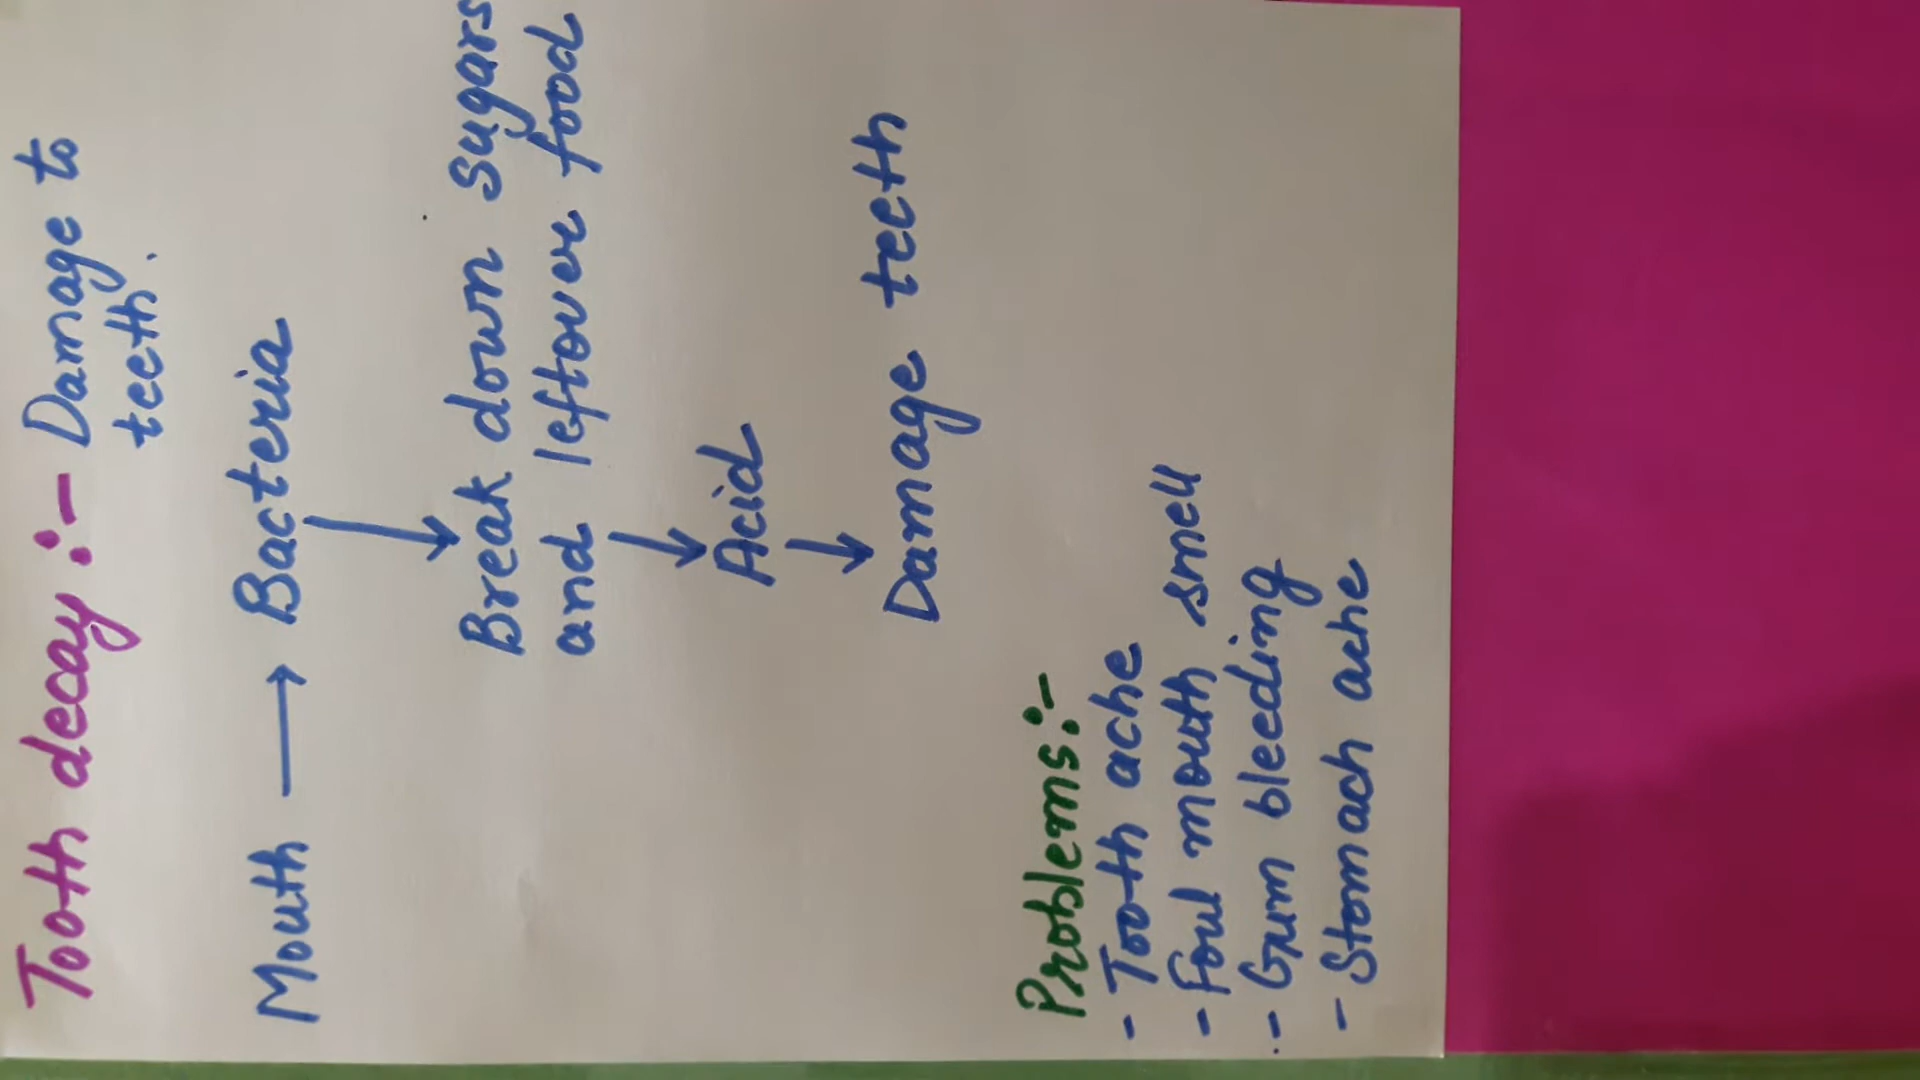 Tooth decay :- Damage to
teeth.
Mouth → Bacteria
↓
Break down sugars
and leftover food
↓
Acid
↓
Damage teeth
Problems:-
- Tooth ache
- Foul mouth smell
- Gum bleeding
- Stomach ache